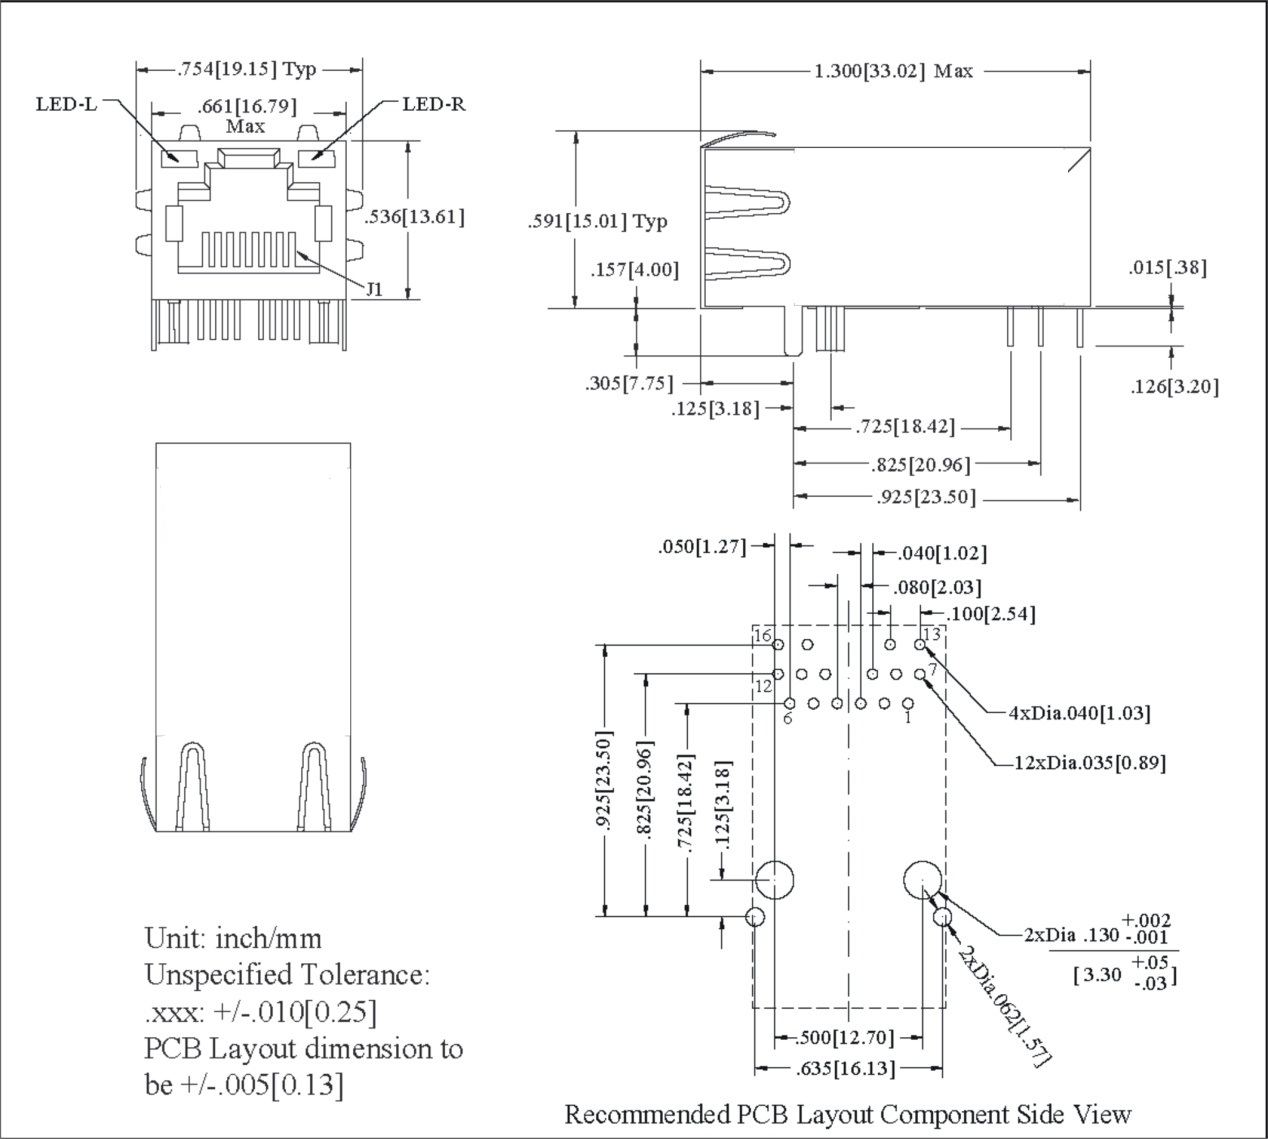 .754[19.15] Typ
LED-L
.661[16.79]
Max
LED-R
.536[13.61]
J1
1.300[33.02] Max
.591[15.01] Typ
.157[4.00]
.015[.38]
.305[7.75]
.126[3.20]
.125[3.18]
.725[18.42]
.825[20.96]
.925[23.50]
.050[1.27]
.040[1.02]
.080[2.03]
.100[2.54]
16
13
12
7
6
1
4xDia.040[1.03]
12xDia.035[0.89]
.925[23.50]
.825[20.96]
.725[18.42]
.125[3.18]
2xDia .130 +.002 -.001
[3.30 +.05 -.03]
2xDia.062[1.57]
.500[12.70]
.635[16.13]
Unit: inch/mm
Unspecified Tolerance:
.xxx: +/-.010[0.25]
PCB Layout dimension to
be +/-.005[0.13]
Recommended PCB Layout Component Side View